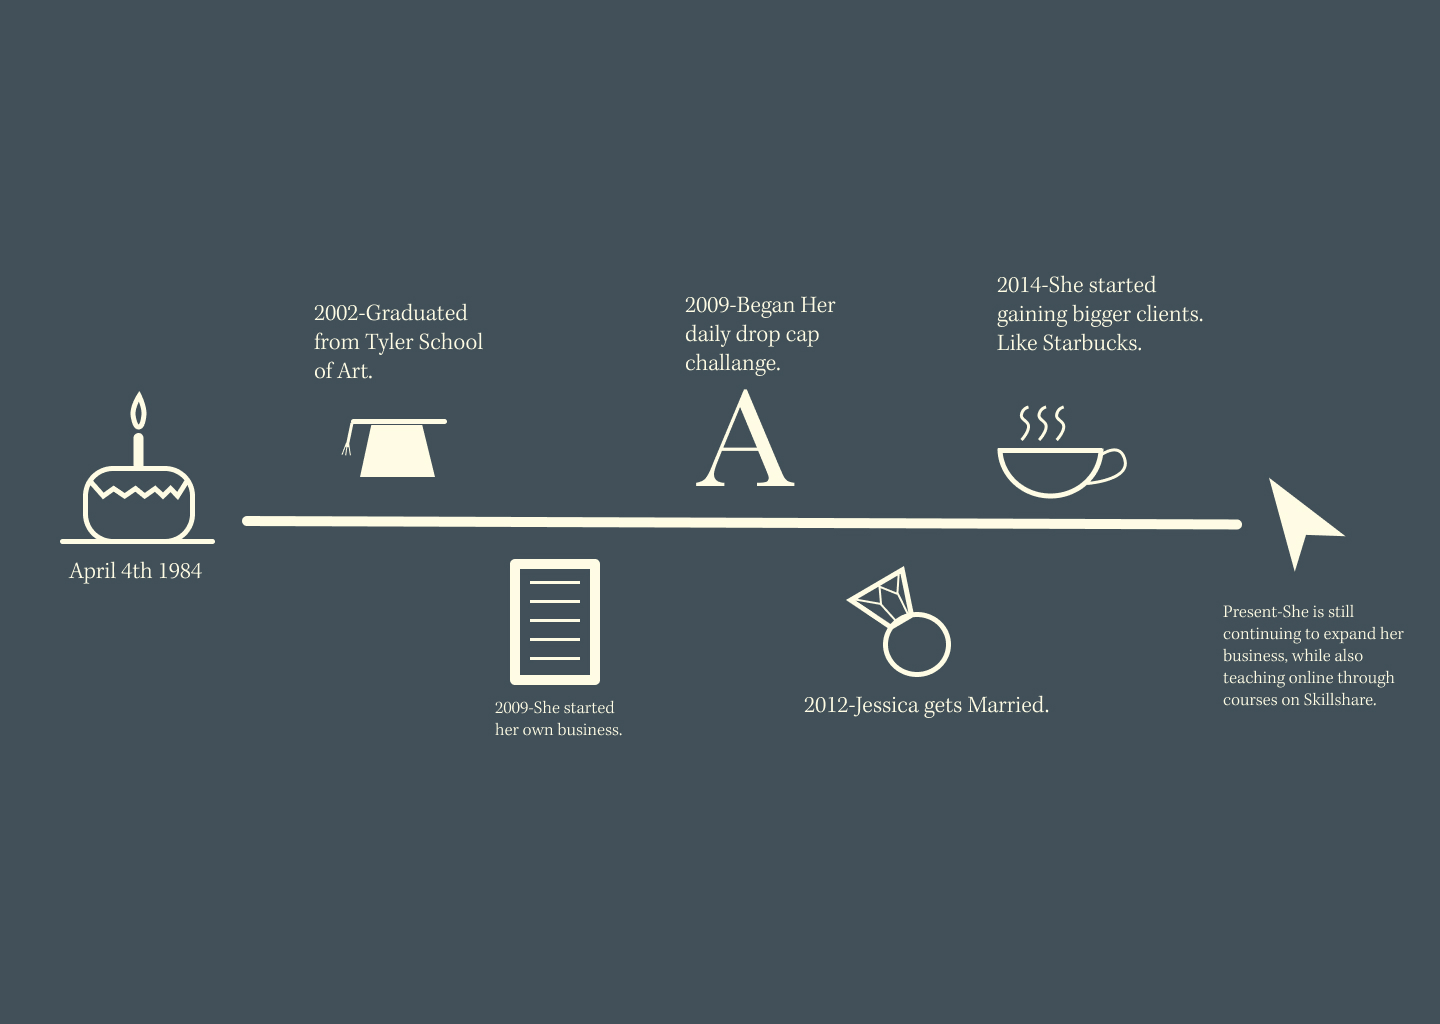 April 4th 1984
2002-Graduated
from Tyler School
of Art.
2009-She started
her own business.
2009-Began Her
daily drop cap
challange.
A
2012-Jessica gets Married.
2014-She started
gaining bigger clients.
Like Starbucks.
Present-She is still
continuing to expand her
business, while also
teaching online through
courses on Skillshare.